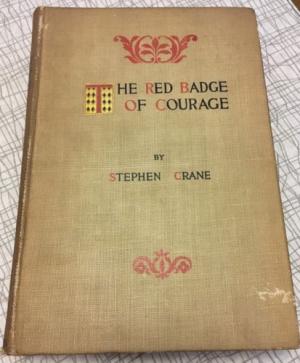 THE RED BADGE
OF COURAGE
BY
STEPHEN CRANE